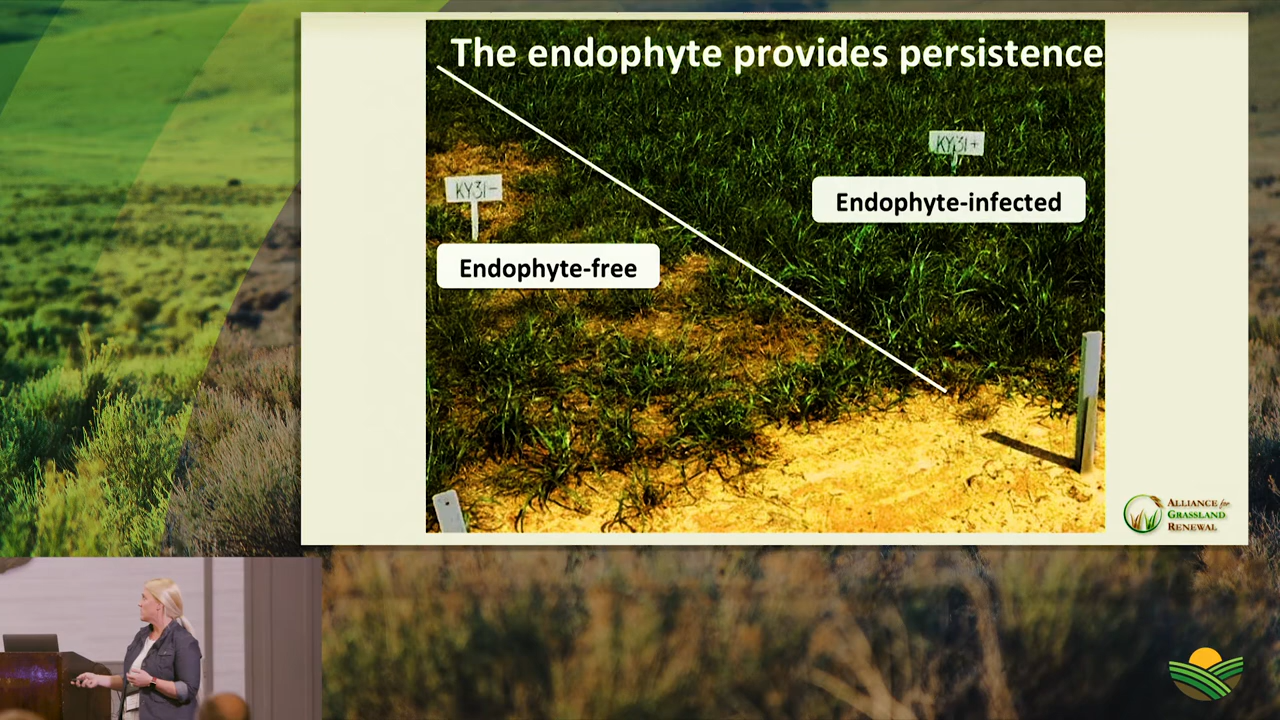 The endophyte provides persistence
KY31+
KY31-
Endophyte-infected
Endophyte-free
ALLIANCE for
GRASSLAND
RENEWAL